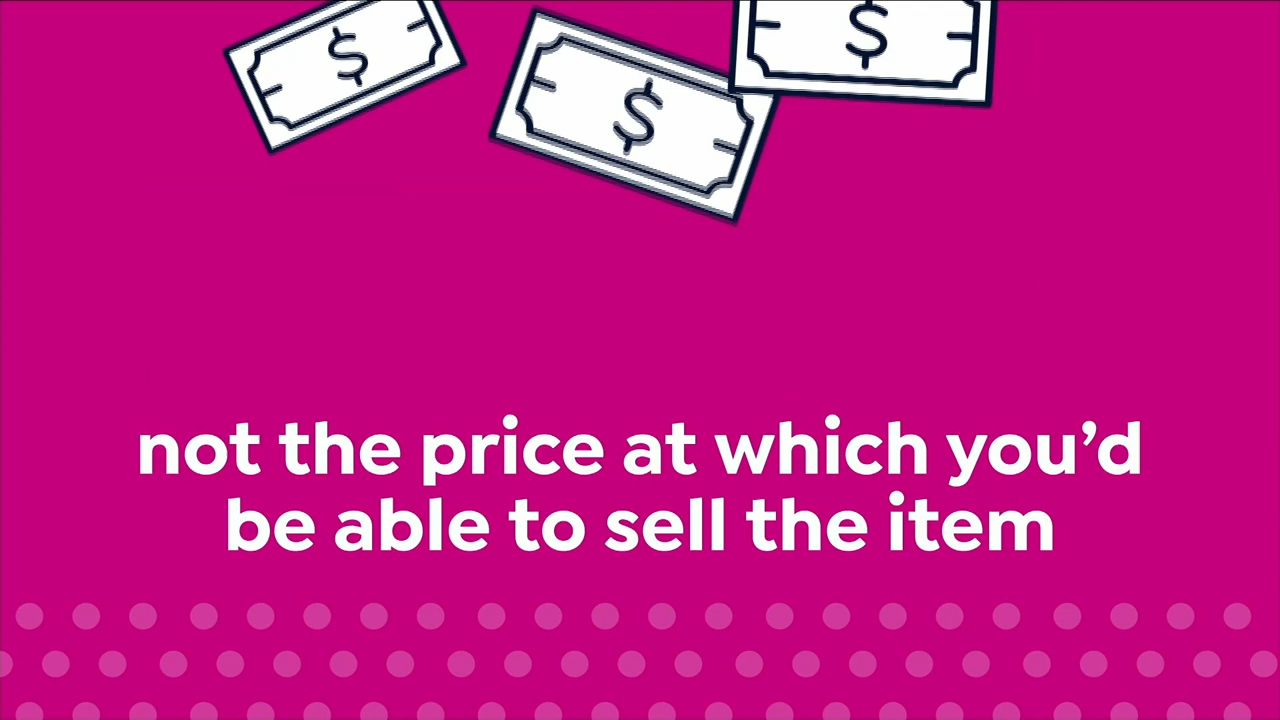 $ $ $
not the price at which you’d
be able to sell the item